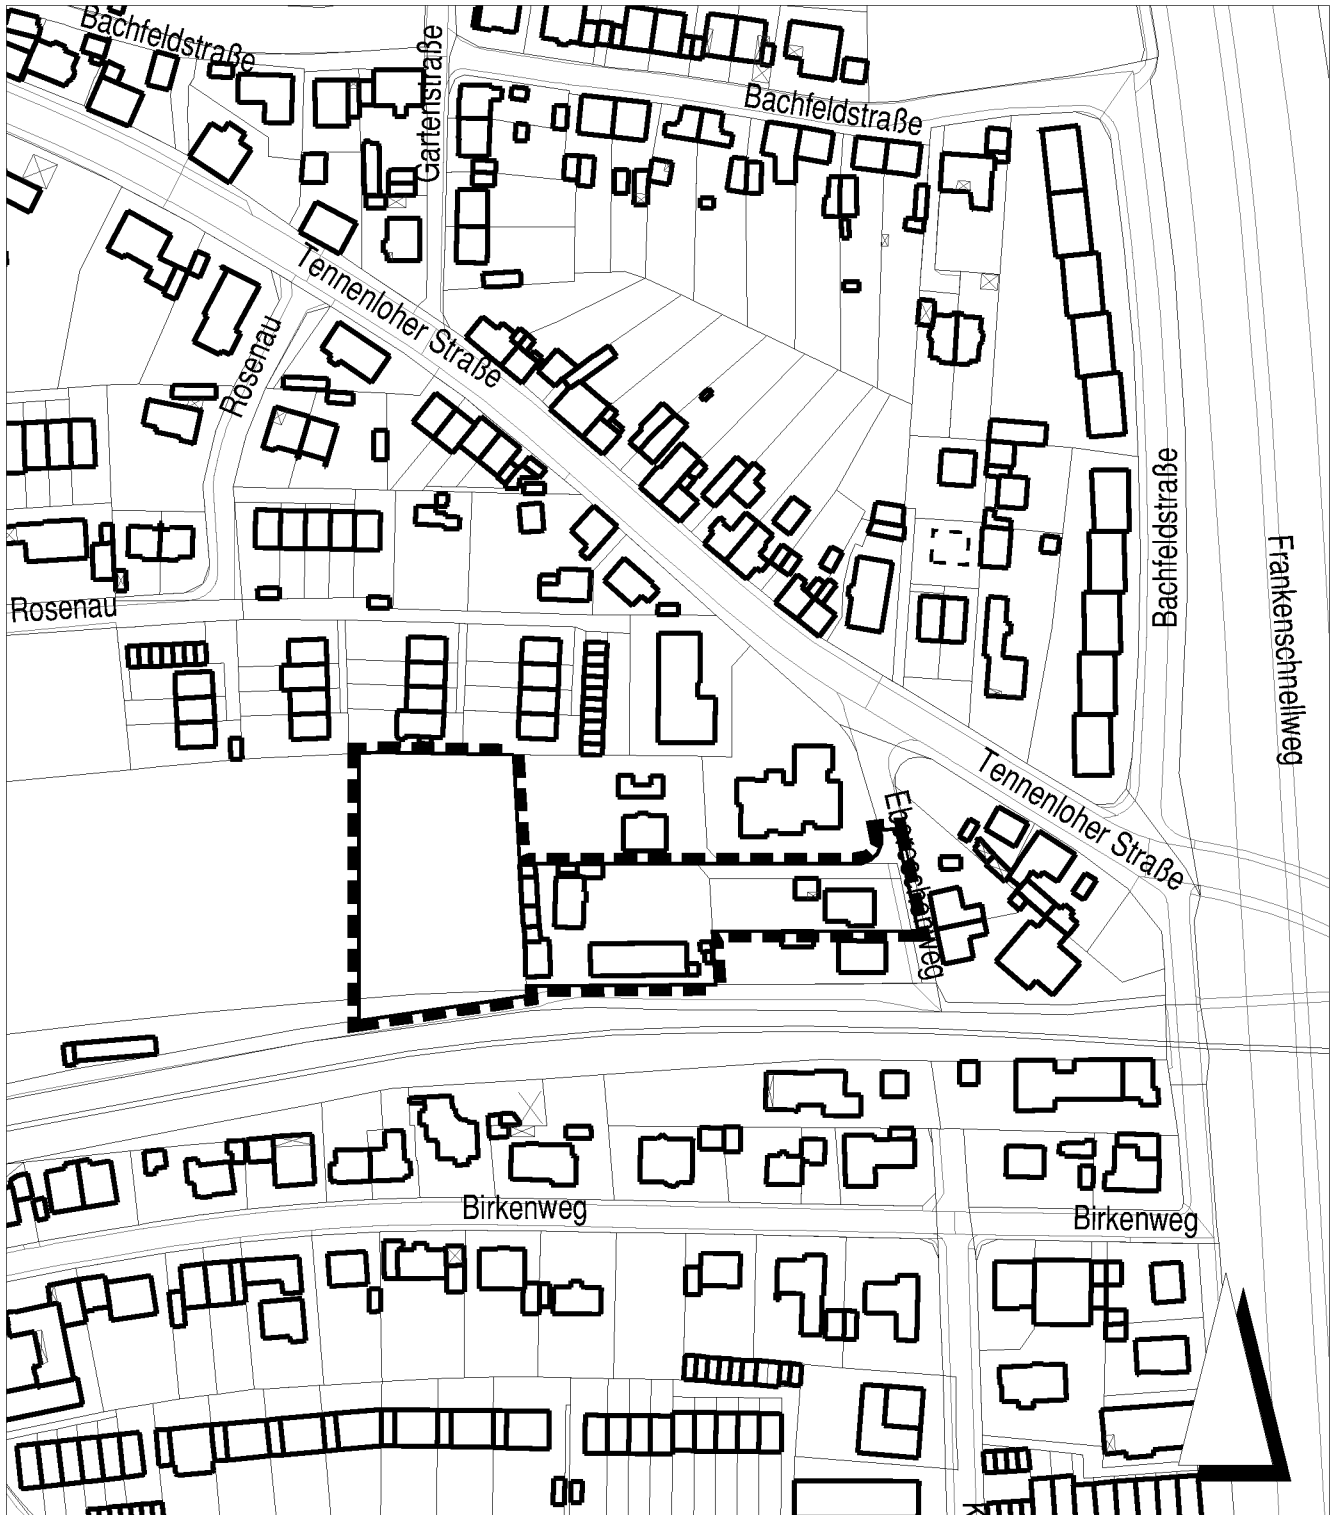 Bachfeldstraße
Gartenstraße
Bachfeldstraße
Tennenloher Straße
Rosenau
Rosenau
Bachfeldstraße
Frankenschnellweg
Tennenloher Straße
Birkenweg
Birkenweg